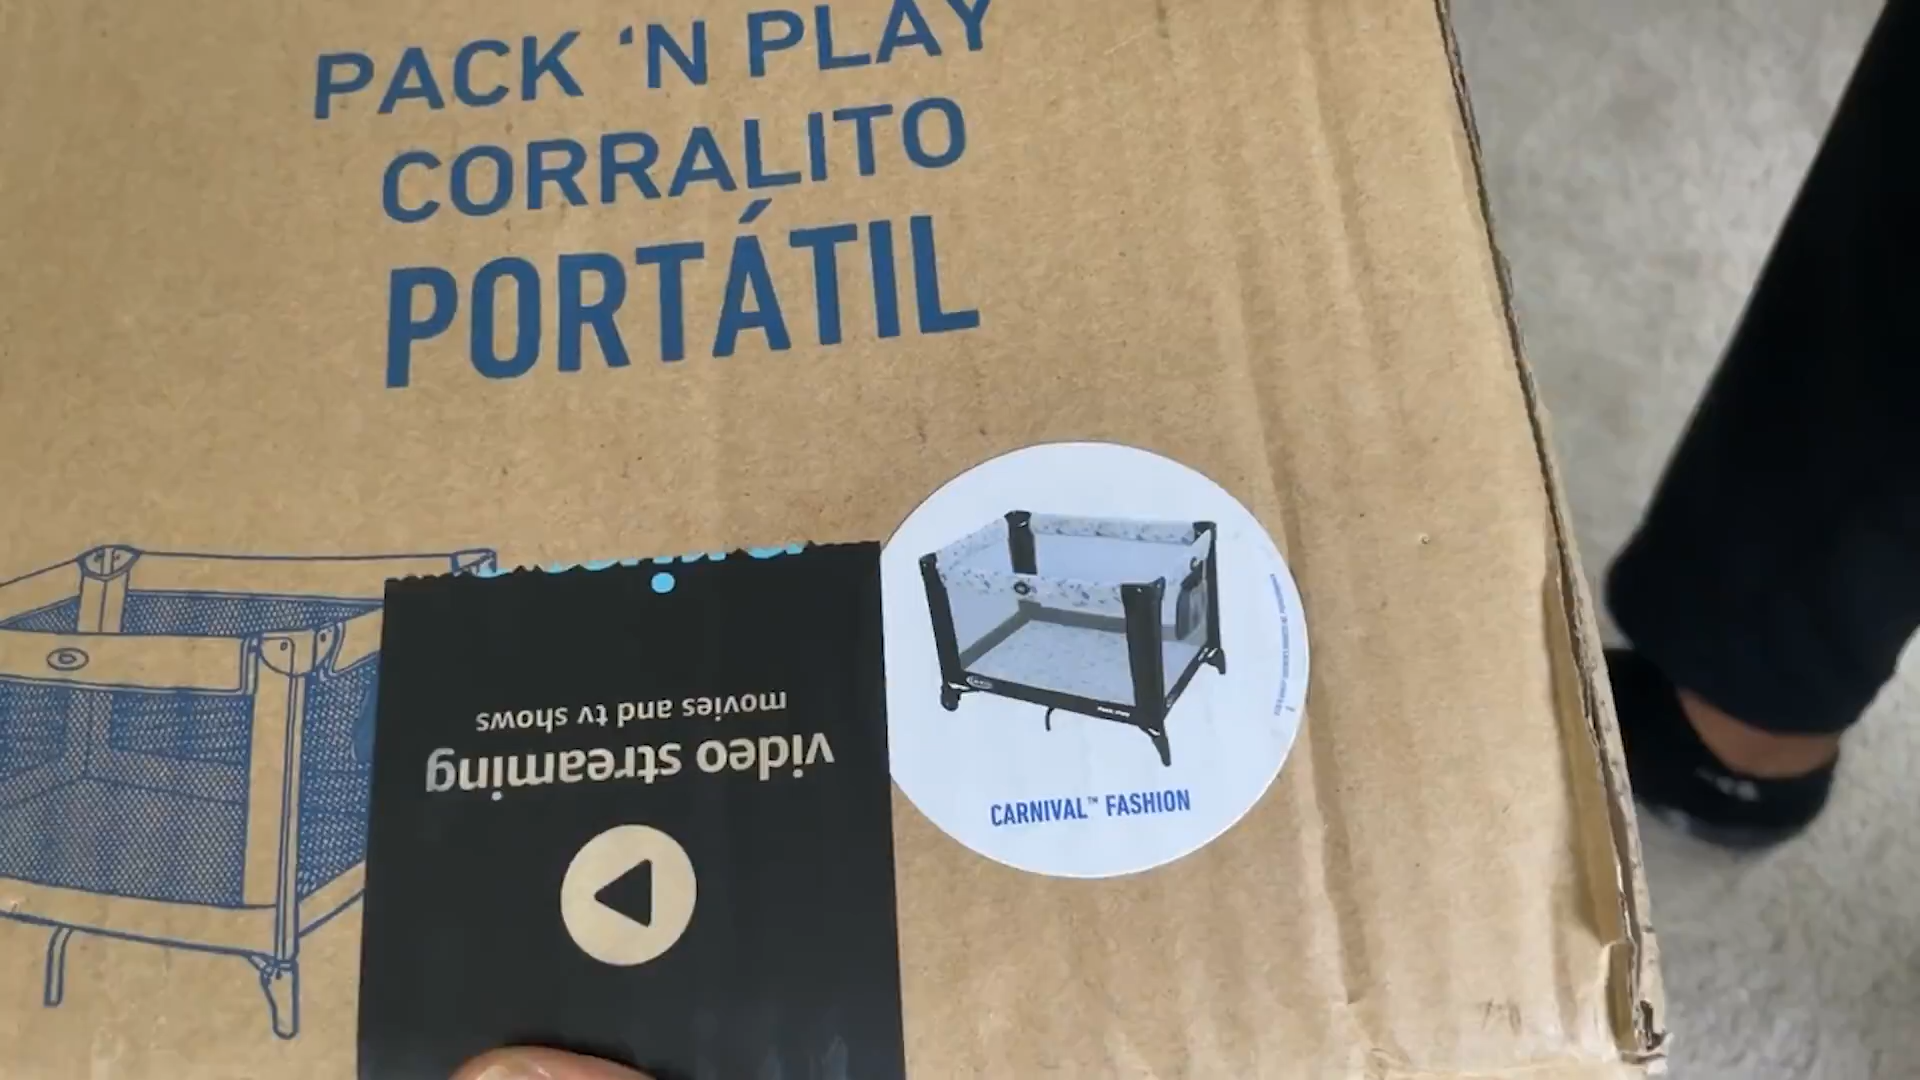 PACK ‘N PLAY
CORRALITO
PORTÁTIL
video streaming
movies and tv shows
CARNIVAL™ FASHION